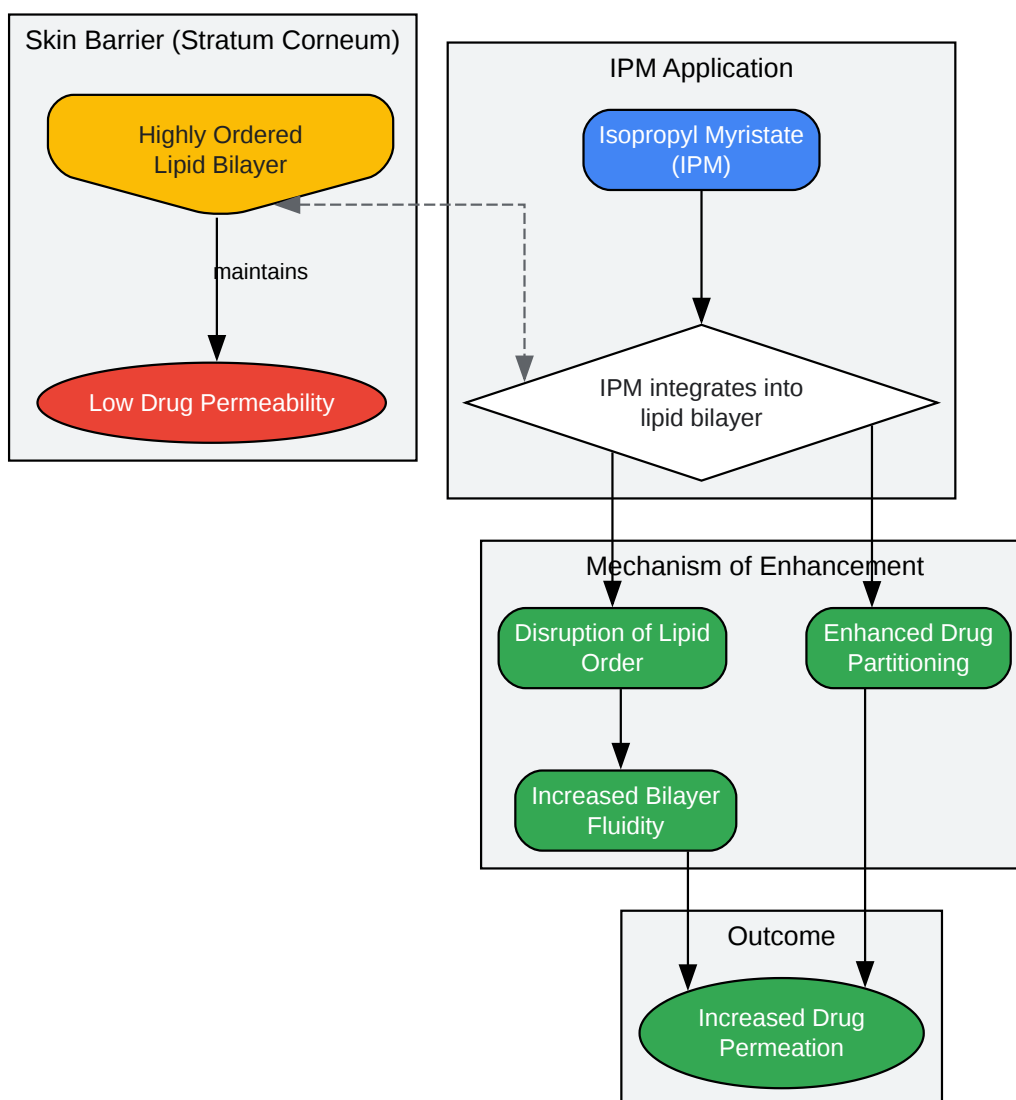 Skin Barrier (Stratum Corneum)
Highly Ordered
Lipid Bilayer
maintains
Low Drug Permeability
IPM Application
Isopropyl Myristate
(IPM)
IPM integrates into
lipid bilayer
Mechanism of Enhancement
Disruption of Lipid
Order
Enhanced Drug
Partitioning
Increased Bilayer
Fluidity
Outcome
Increased Drug
Permeation